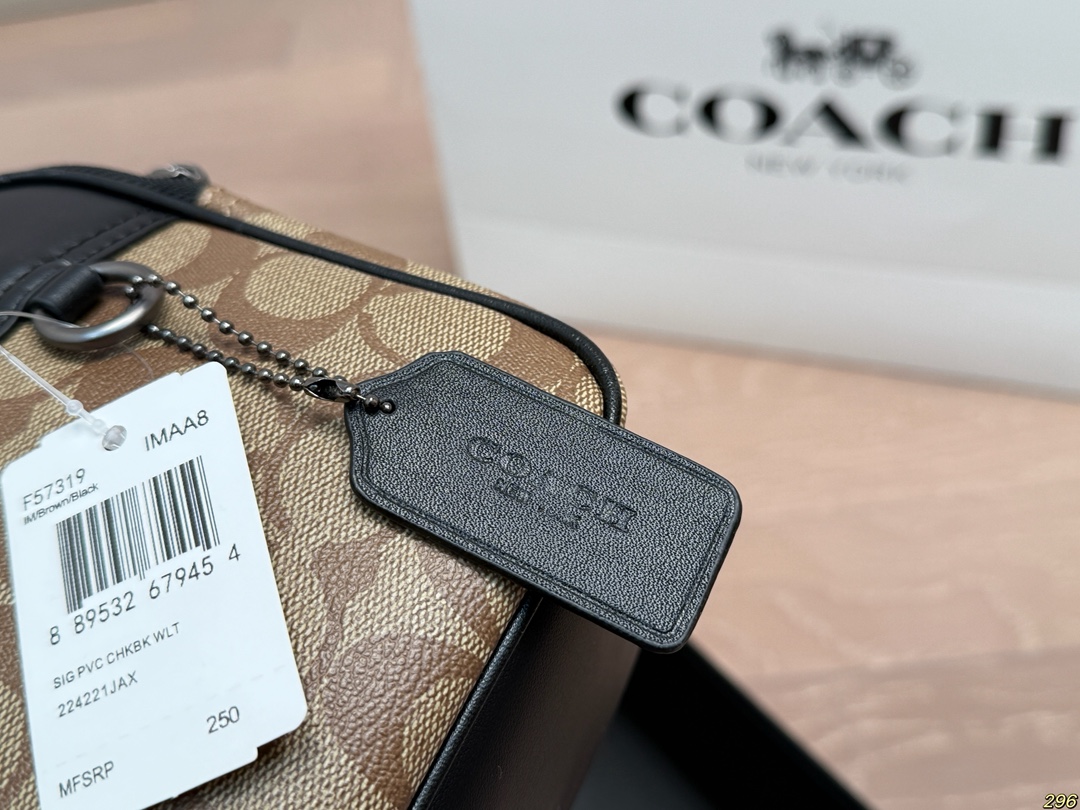 COACH
NEW YORK
COACH
IMAA8
F57319
IM/Brown/Black
8 89532 67945 4
SIG PVC CHKBK WLT
224221JAX
250
MFSRP
296